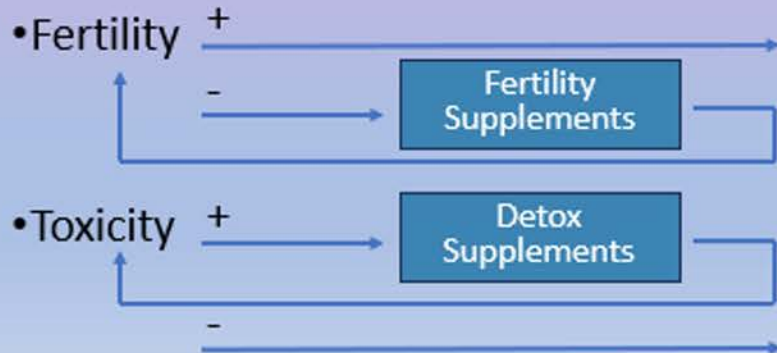 •Fertility +
-
Fertility
Supplements
•Toxicity +
Detox
Supplements
-